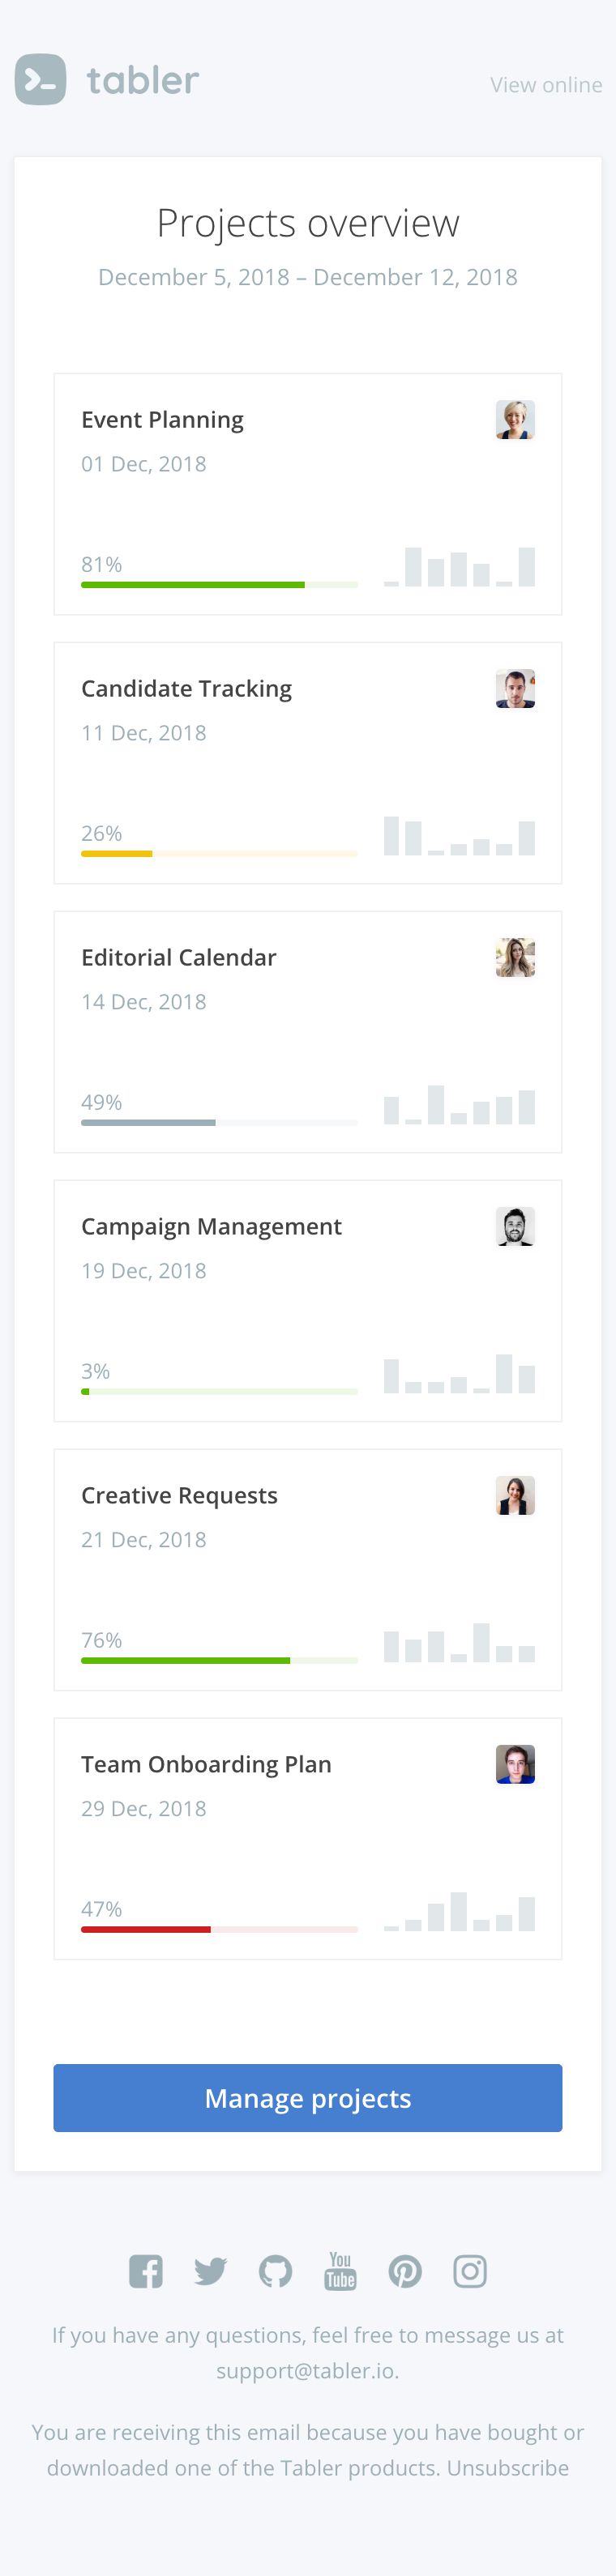 tabler
View online
Projects overview
December 5, 2018 – December 12, 2018
Event Planning
01 Dec, 2018
81%
Candidate Tracking
11 Dec, 2018
26%
Editorial Calendar
14 Dec, 2018
49%
Campaign Management
19 Dec, 2018
3%
Creative Requests
21 Dec, 2018
76%
Team Onboarding Plan
29 Dec, 2018
47%
Manage projects
You
Tube
If you have any questions, feel free to message us at
support@tabler.io.
You are receiving this email because you have bought or
downloaded one of the Tabler products. Unsubscribe